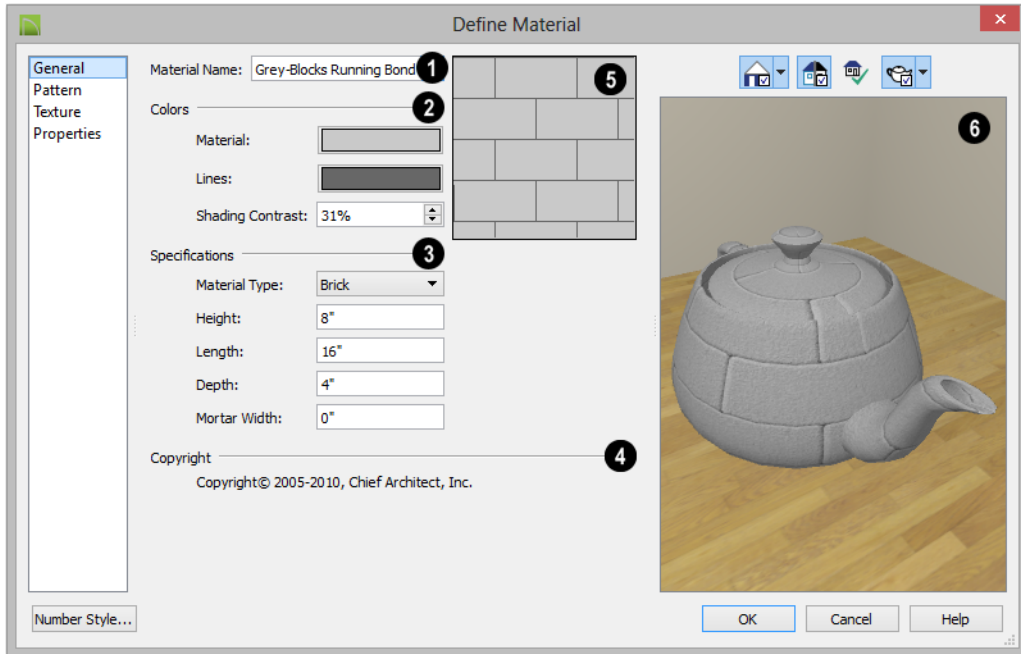 Define Material
General
Pattern
Texture
Properties
Material Name: Grey-Blocks Running Bond 1
Colors 2
Material:
Lines:
Shading Contrast: 31%
Specifications 3
Material Type: Brick
Height: 8"
Length: 16"
Depth: 4"
Mortar Width: 0"
Copyright 4
Copyright© 2005-2010, Chief Architect, Inc.
5
6
Number Style...
OK Cancel Help